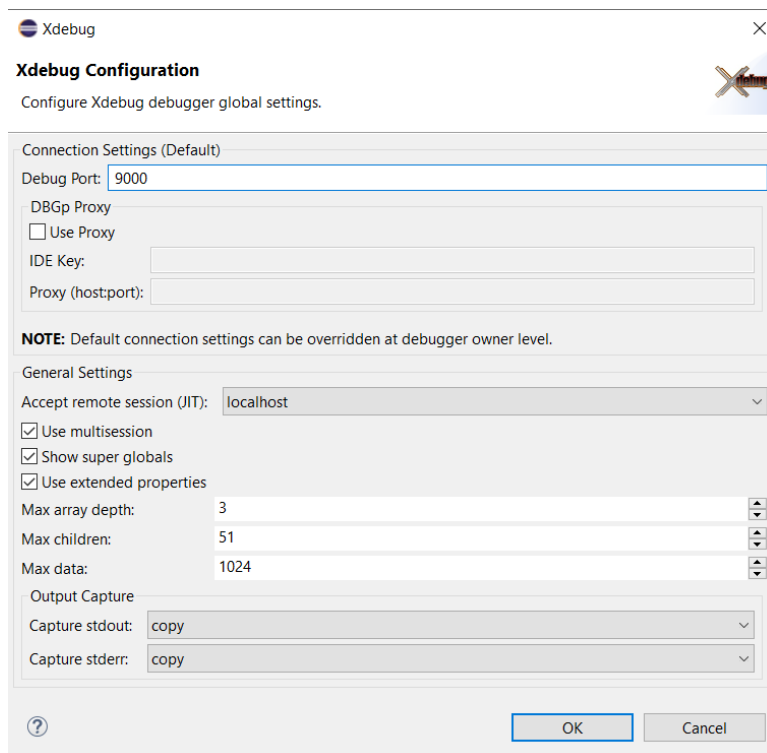 Xdebug
Xdebug Configuration
Configure Xdebug debugger global settings.
Connection Settings (Default)
Debug Port: 9000
DBGp Proxy
Use Proxy
IDE Key:
Proxy (host:port):
NOTE: Default connection settings can be overridden at debugger owner level.
General Settings
Accept remote session (JIT): localhost
Use multisession
Show super globals
Use extended properties
Max array depth: 3
Max children: 51
Max data: 1024
Output Capture
Capture stdout: copy
Capture stderr: copy
? OK Cancel